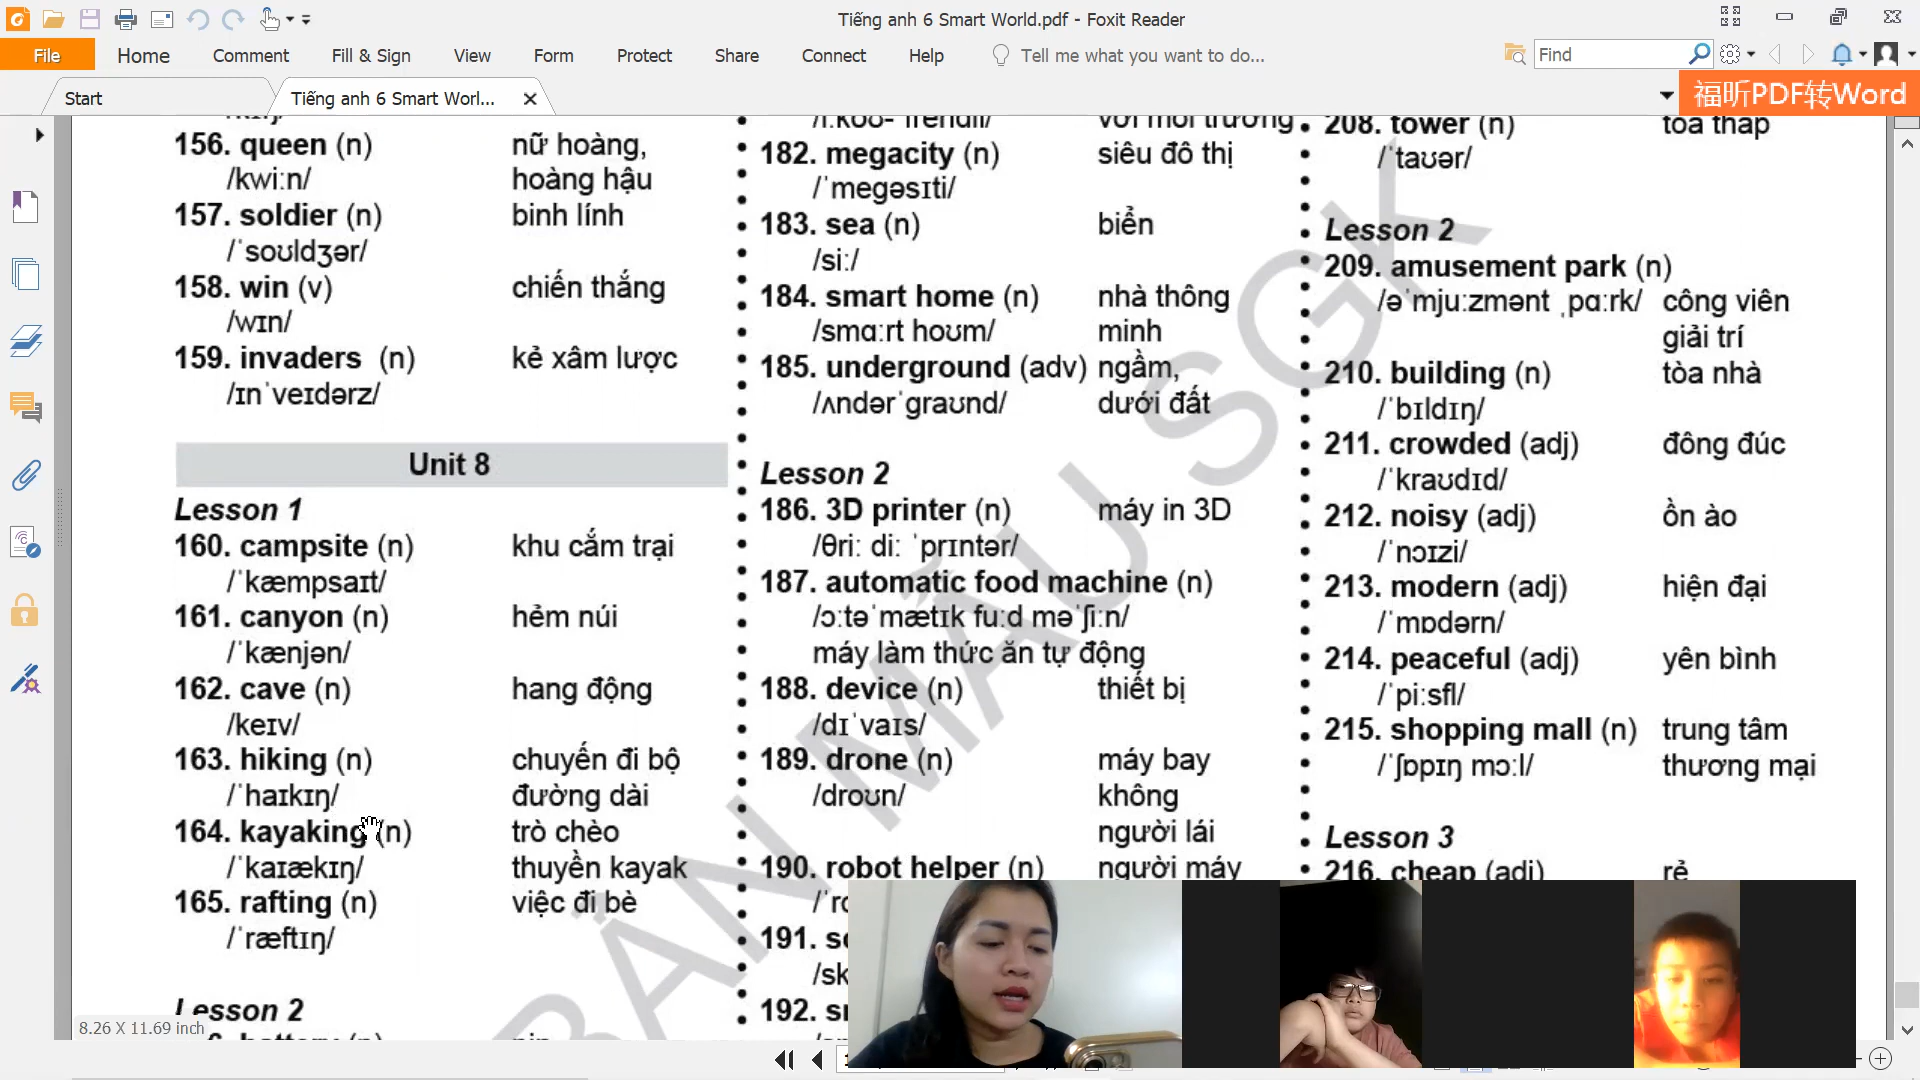 Tiếng anh 6 Smart World.pdf - Foxit Reader
File Home Comment Fill & Sign View Form Protect Share Connect Help Tell me what you want to do... Find
Start Tiếng anh 6 Smart Worl... 福昕PDF转Word
156. queen (n) nữ hoàng,
/kwiːn/ hoàng hậu
157. soldier (n) binh lính
/ˈsoʊldʒər/
158. win (v) chiến thắng
/wɪn/
159. invaders (n) kẻ xâm lược
/ɪnˈveɪdərz/
Unit 8
Lesson 1
160. campsite (n) khu cắm trại
/ˈkæmpsaɪt/
161. canyon (n) hẻm núi
/ˈkænjən/
162. cave (n) hang động
/keɪv/
163. hiking (n) chuyến đi bộ
/ˈhaɪkɪŋ/ đường dài
164. kayaking (n) trò chèo
/ˈkaɪækɪŋ/ thuyền kayak
165. rafting (n) việc đi bè
/ˈræftɪŋ/
Lesson 2
8.26 X 11.69 inch
với môi trường
182. megacity (n) siêu đô thị
/ˈmegəsɪti/
183. sea (n) biển
/siː/
184. smart home (n) nhà thông
/smɑːrt hoʊm/ minh
185. underground (adv) ngầm,
/ʌndərˈgraʊnd/ dưới đất
Lesson 2
186. 3D printer (n) máy in 3D
/θriː diː ˈprɪntər/
187. automatic food machine (n)
/ɔːtəˈmætɪk fuːd məˈʃiːn/
máy làm thức ăn tự động
188. device (n) thiết bị
/dɪˈvaɪs/
189. drone (n) máy bay
/droʊn/ không
người lái
190. robot helper (n) người máy
191.
192.
208. tower (n) tòa tháp
/ˈtaʊər/
Lesson 2
209. amusement park (n)
/əˈmjuːzmənt ˌpɑːrk/ công viên
giải trí
210. building (n) tòa nhà
/ˈbɪldɪŋ/
211. crowded (adj) đông đúc
/ˈkraʊdɪd/
212. noisy (adj) ồn ào
/ˈnɔɪzi/
213. modern (adj) hiện đại
/ˈmɒdərn/
214. peaceful (adj) yên bình
/ˈpiːsfl/
215. shopping mall (n) trung tâm
/ˈʃɒpɪŋ mɔːl/ thương mại
Lesson 3
216. cheap (adj) rẻ
BẢN MẪU SGK